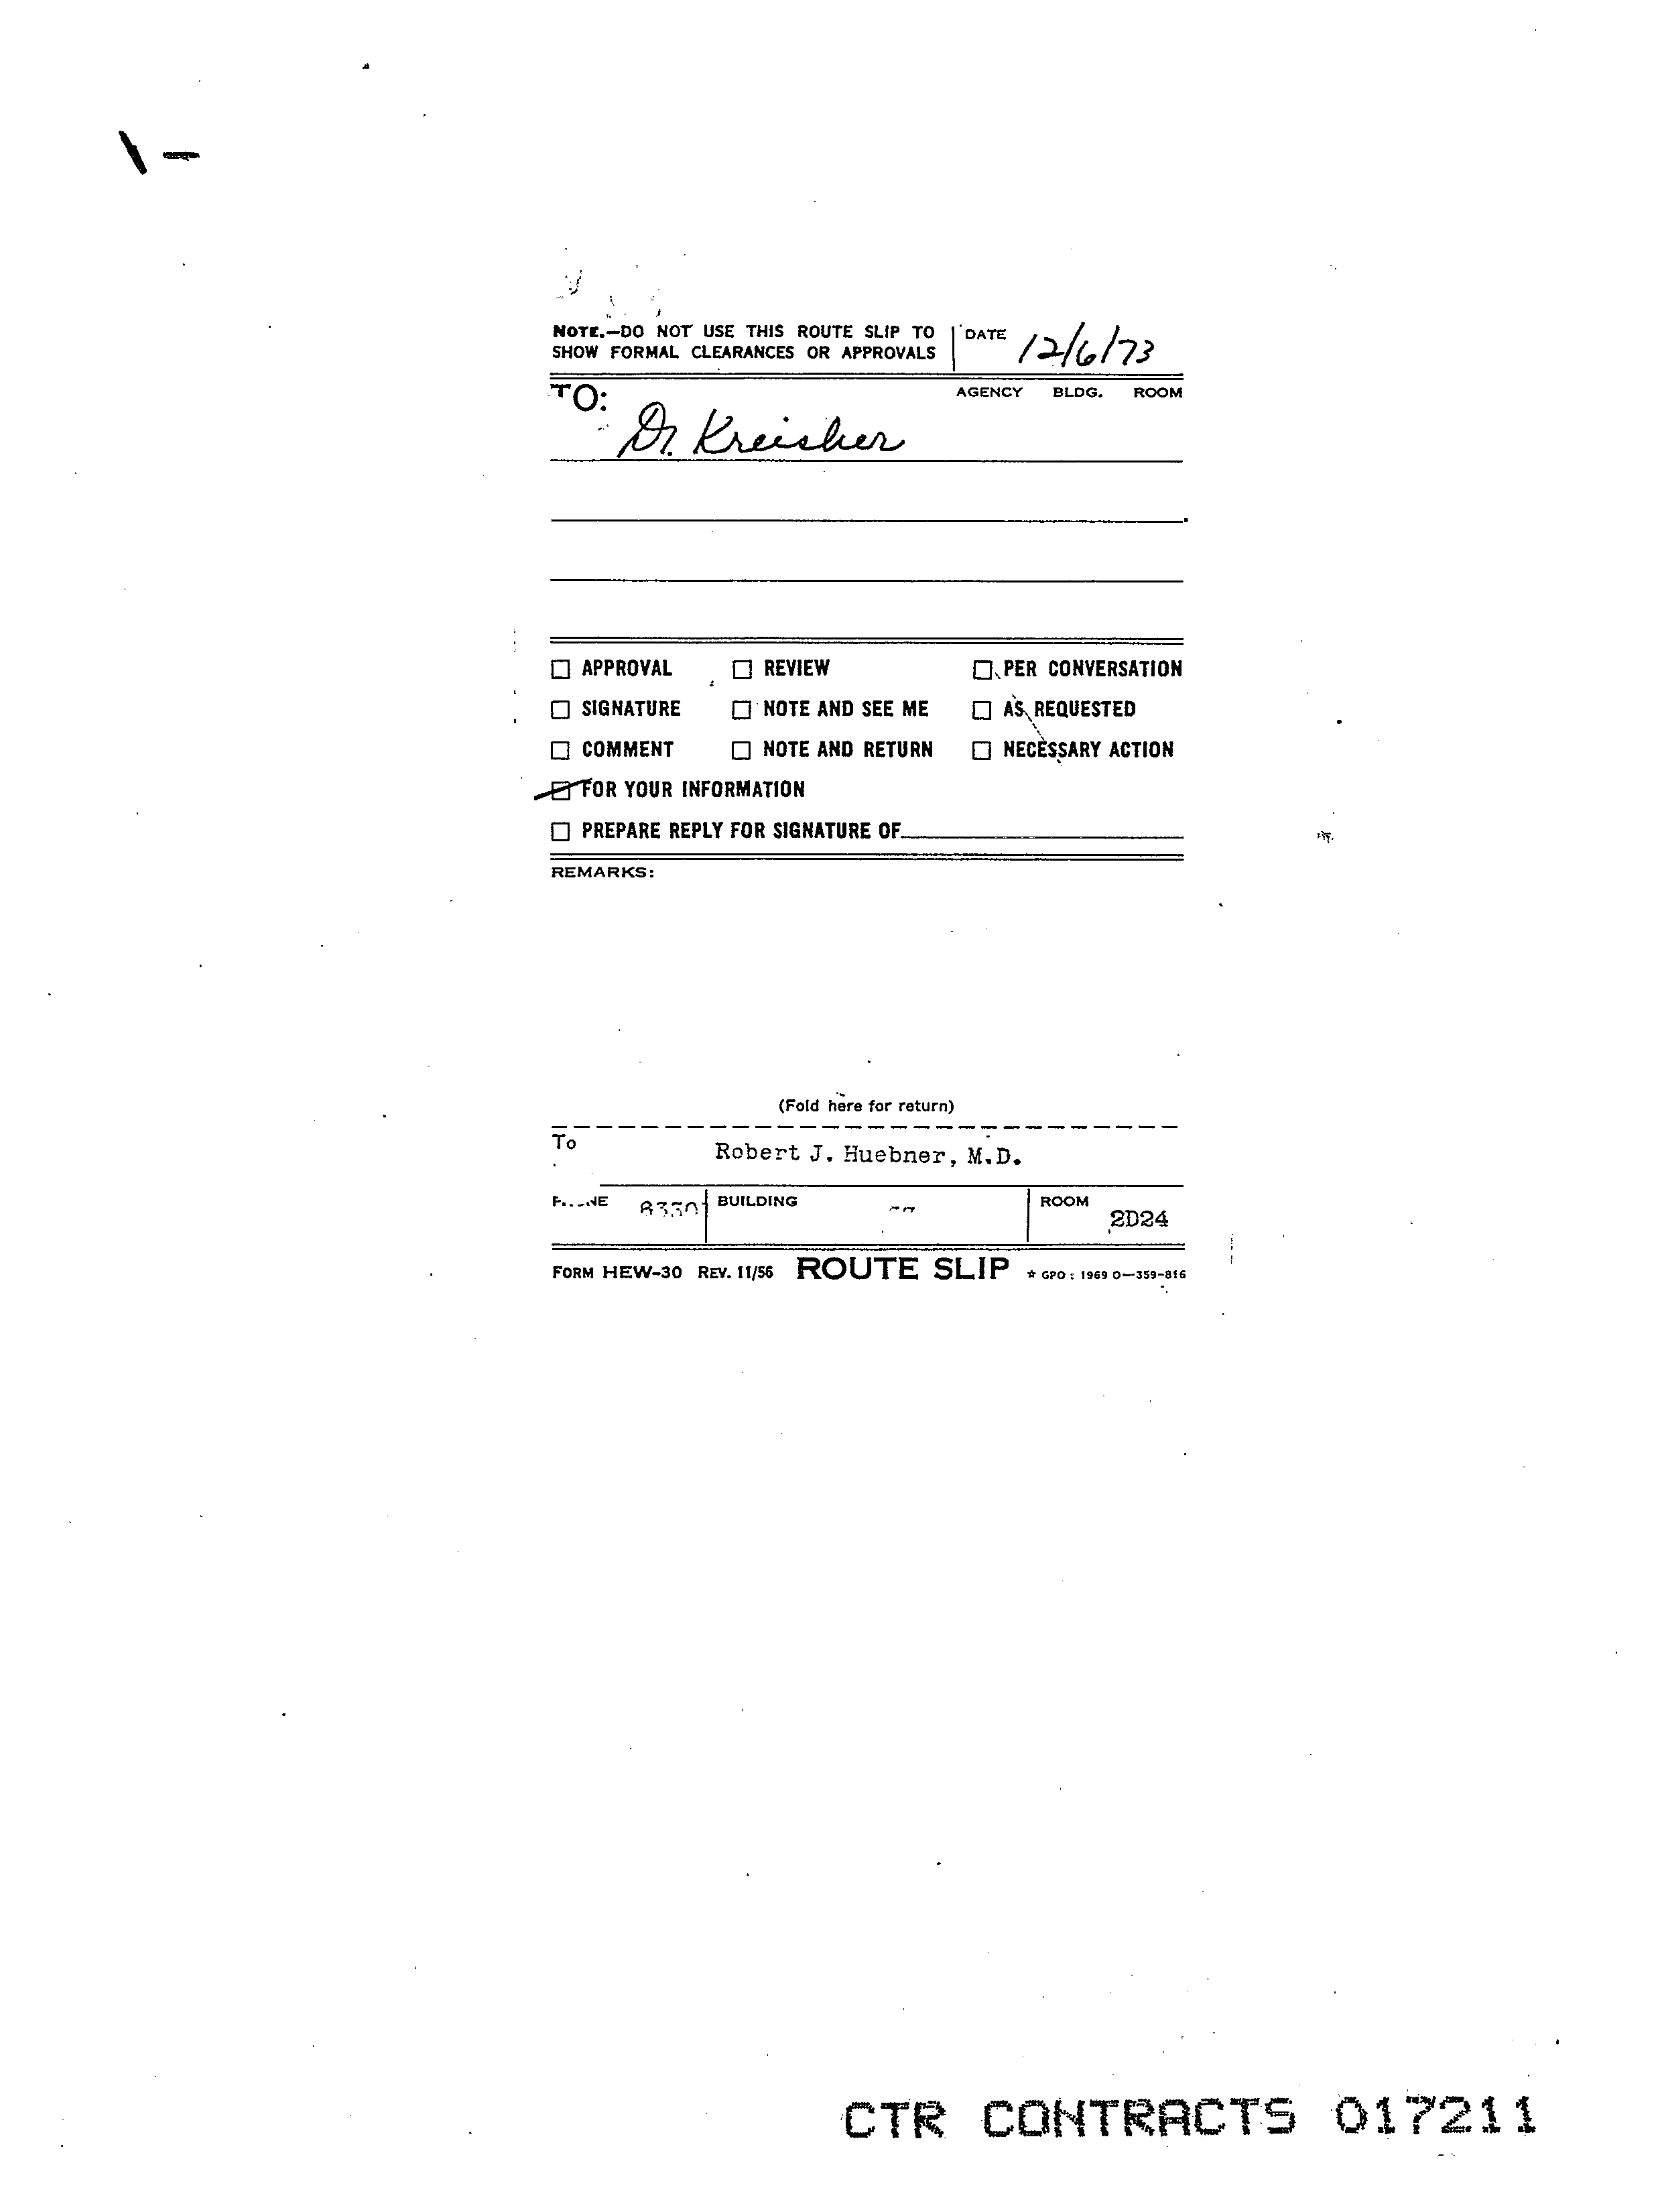 NOTE.—DO NOT USE THIS ROUTE SLIP TO
SHOW FORMAL CLEARANCES OR APPROVALS
DATE 12/6/73
TO:
AGENCY BLDG. ROOM
Dr. Kreisher
☐ APPROVAL ☐ REVIEW ☐ PER CONVERSATION
☐ SIGNATURE ☐ NOTE AND SEE ME ☐ AS REQUESTED
☐ COMMENT ☐ NOTE AND RETURN ☐ NECESSARY ACTION
☑ FOR YOUR INFORMATION
☐ PREPARE REPLY FOR SIGNATURE OF
REMARKS:
(Fold here for return)
To Robert J. Huebner, M.D.
8330 BUILDING ROOM 2D24
FORM HEW-30 REV. 11/56 ROUTE SLIP ☆ GPO : 1969 O—359-816
CTR CONTRACTS 017211